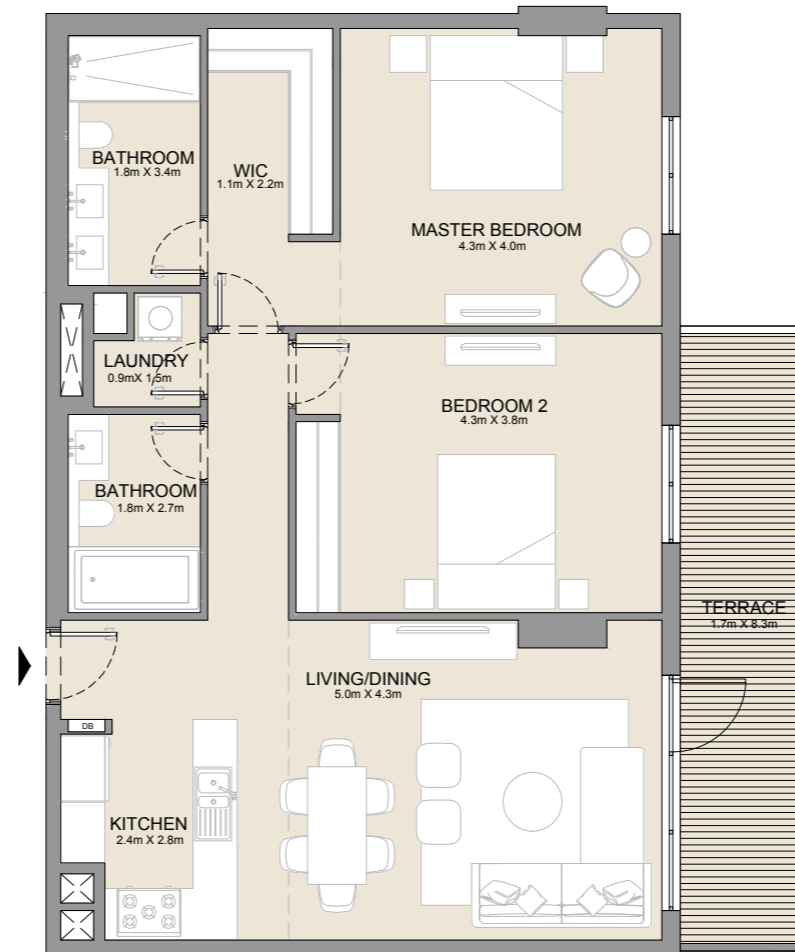 BATHROOM
1.8m X 3.4m
WIC
1.1m X 2.2m
MASTER BEDROOM
4.3m X 4.0m
LAUNDRY
0.9mX 1.5m
BEDROOM 2
4.3m X 3.8m
BATHROOM
1.8m X 2.7m
TERRACE
1.7m X 8.3m
LIVING/DINING
5.0m X 4.3m
DB
KITCHEN
2.4m X 2.8m